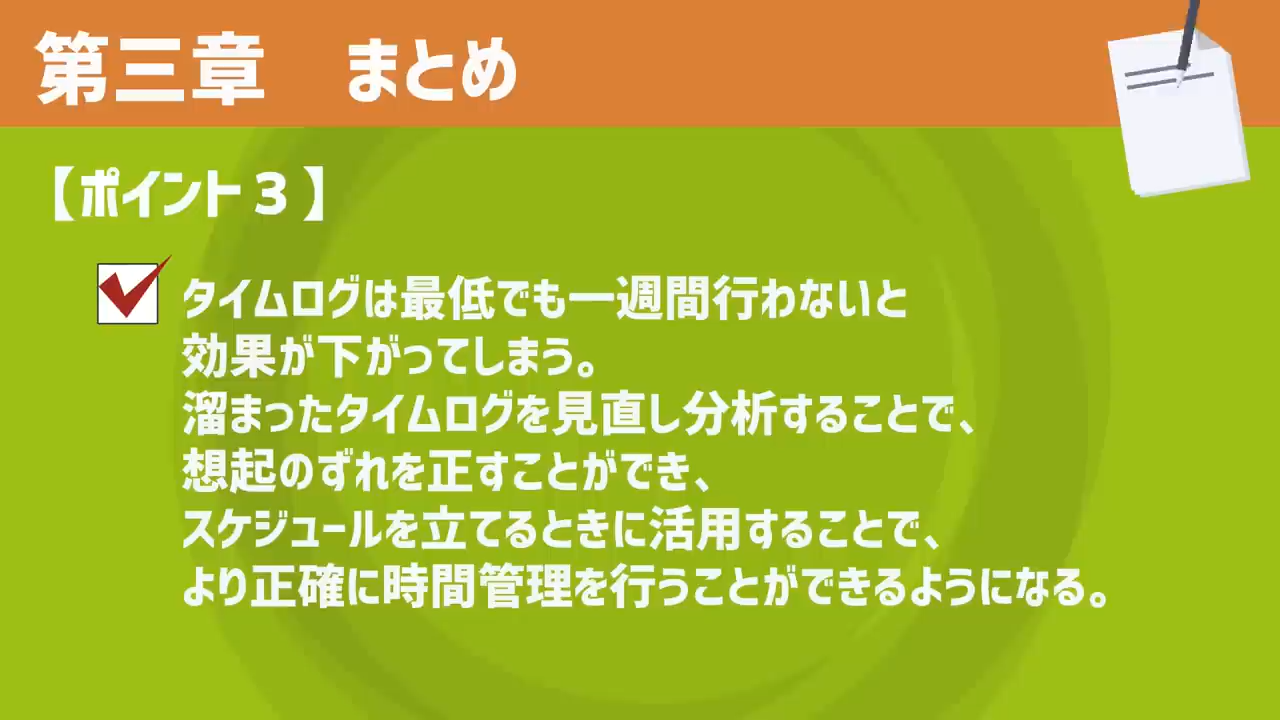 第三章　まとめ
【ポイント３】
タイムログは最低でも一週間行わないと
効果が下がってしまう。
溜まったタイムログを見直し分析することで、
想起のずれを正すことができ、
スケジュールを立てるときに活用することで、
より正確に時間管理を行うことができるようになる。